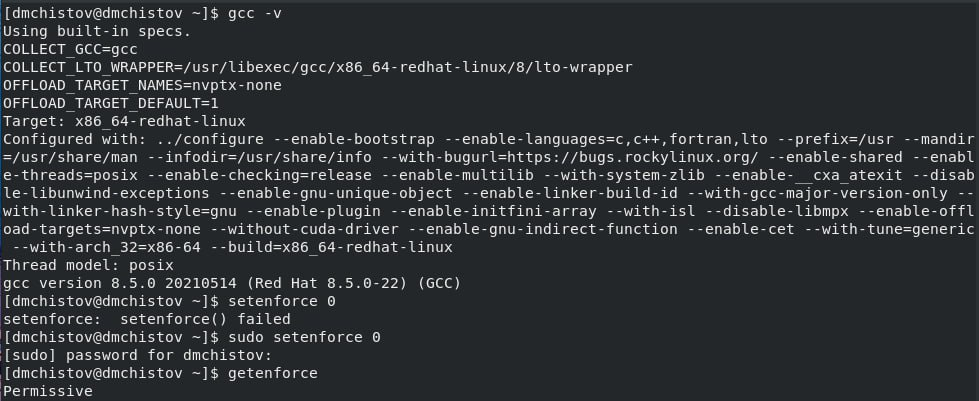 [dmchistov@dmchistov ~]$ gcc -v
Using built-in specs.
COLLECT_GCC=gcc
COLLECT_LTO_WRAPPER=/usr/libexec/gcc/x86_64-redhat-linux/8/lto-wrapper
OFFLOAD_TARGET_NAMES=nvptx-none
OFFLOAD_TARGET_DEFAULT=1
Target: x86_64-redhat-linux
Configured with: ../configure --enable-bootstrap --enable-languages=c,c++,fortran,lto --prefix=/usr --mandir
=/usr/share/man --infodir=/usr/share/info --with-bugurl=https://bugs.rockylinux.org/ --enable-shared --enabl
e-threads=posix --enable-checking=release --enable-multilib --with-system-zlib --enable-__cxa_atexit --disab
le-libunwind-exceptions --enable-gnu-unique-object --enable-linker-build-id --with-gcc-major-version-only --
with-linker-hash-style=gnu --enable-plugin --enable-initfini-array --with-isl --disable-libmpx --enable-offl
oad-targets=nvptx-none --without-cuda-driver --enable-gnu-indirect-function --enable-cet --with-tune=generic
 --with-arch_32=x86-64 --build=x86_64-redhat-linux
Thread model: posix
gcc version 8.5.0 20210514 (Red Hat 8.5.0-22) (GCC)
[dmchistov@dmchistov ~]$ setenforce 0
setenforce:  setenforce() failed
[dmchistov@dmchistov ~]$ sudo setenforce 0
[sudo] password for dmchistov:
[dmchistov@dmchistov ~]$ getenforce
Permissive